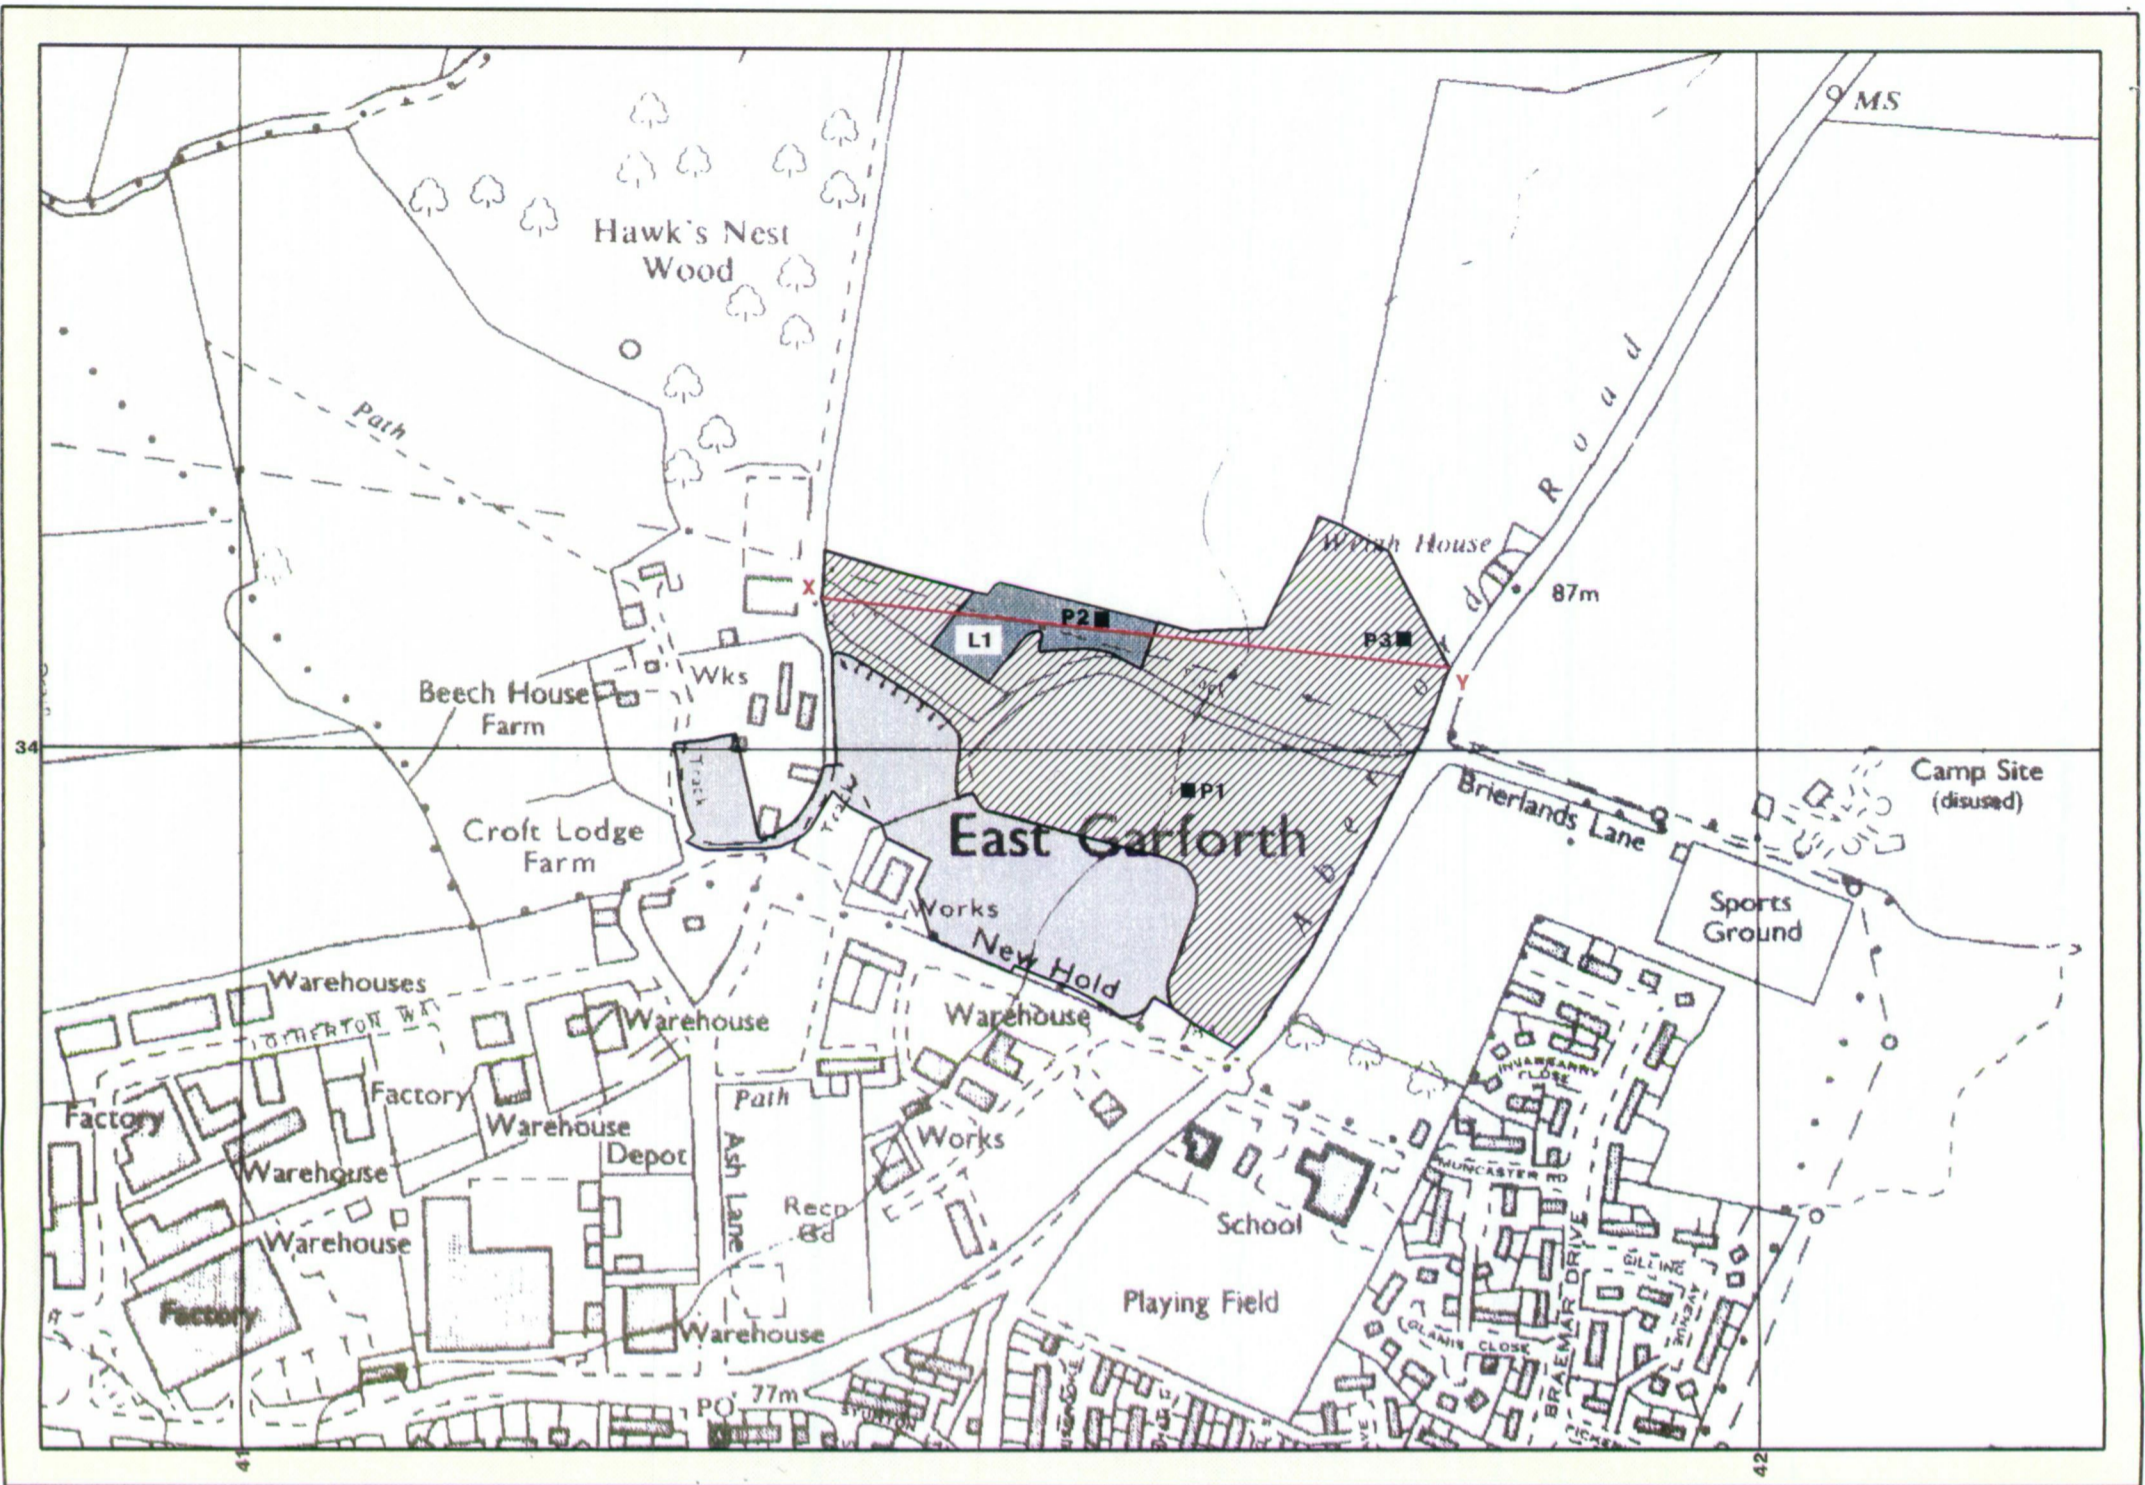 MS
Hawk's Nest
Wood
Path
Road
Weigh House
87m
X
P2
L1
P3
Y
Wks
Beech House
Farm
34
Track
P1
Track
East Garforth
Aberford
Brierlands Lane
Camp Site
(disused)
Croft Lodge
Farm
Sports
Ground
Works
New Hold
Warehouses
Warehouse
Warehouse
Factory
Factory
Warehouse
Path
Ash Lane
Works
Depot
Warehouse
MUNCASTER RD
School
Warehouse
Playing Field
BRAEMAR DRIVE
GLAMIS CLOSE
AVENUE
Factory
Warehouse
PO
77m
41
42